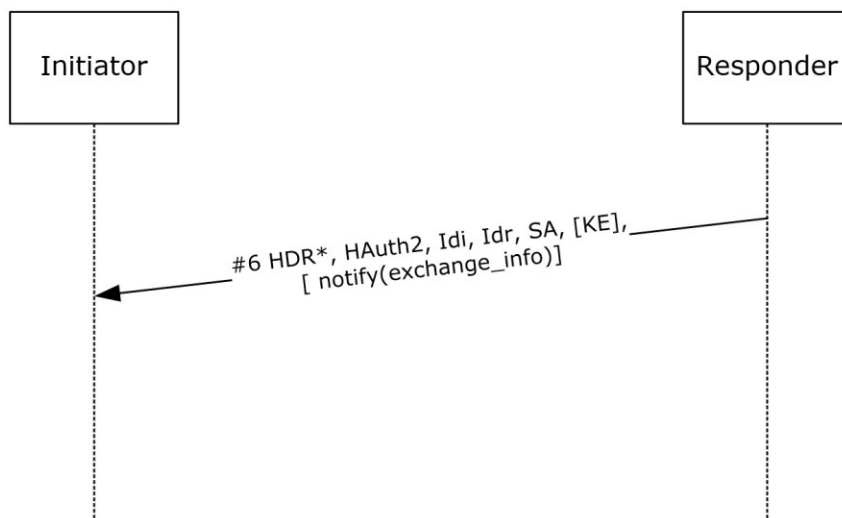 Initiator
Responder
#6 HDR*, HAuth2, Idi, Idr, SA, [KE],
[ notify(exchange_info)]